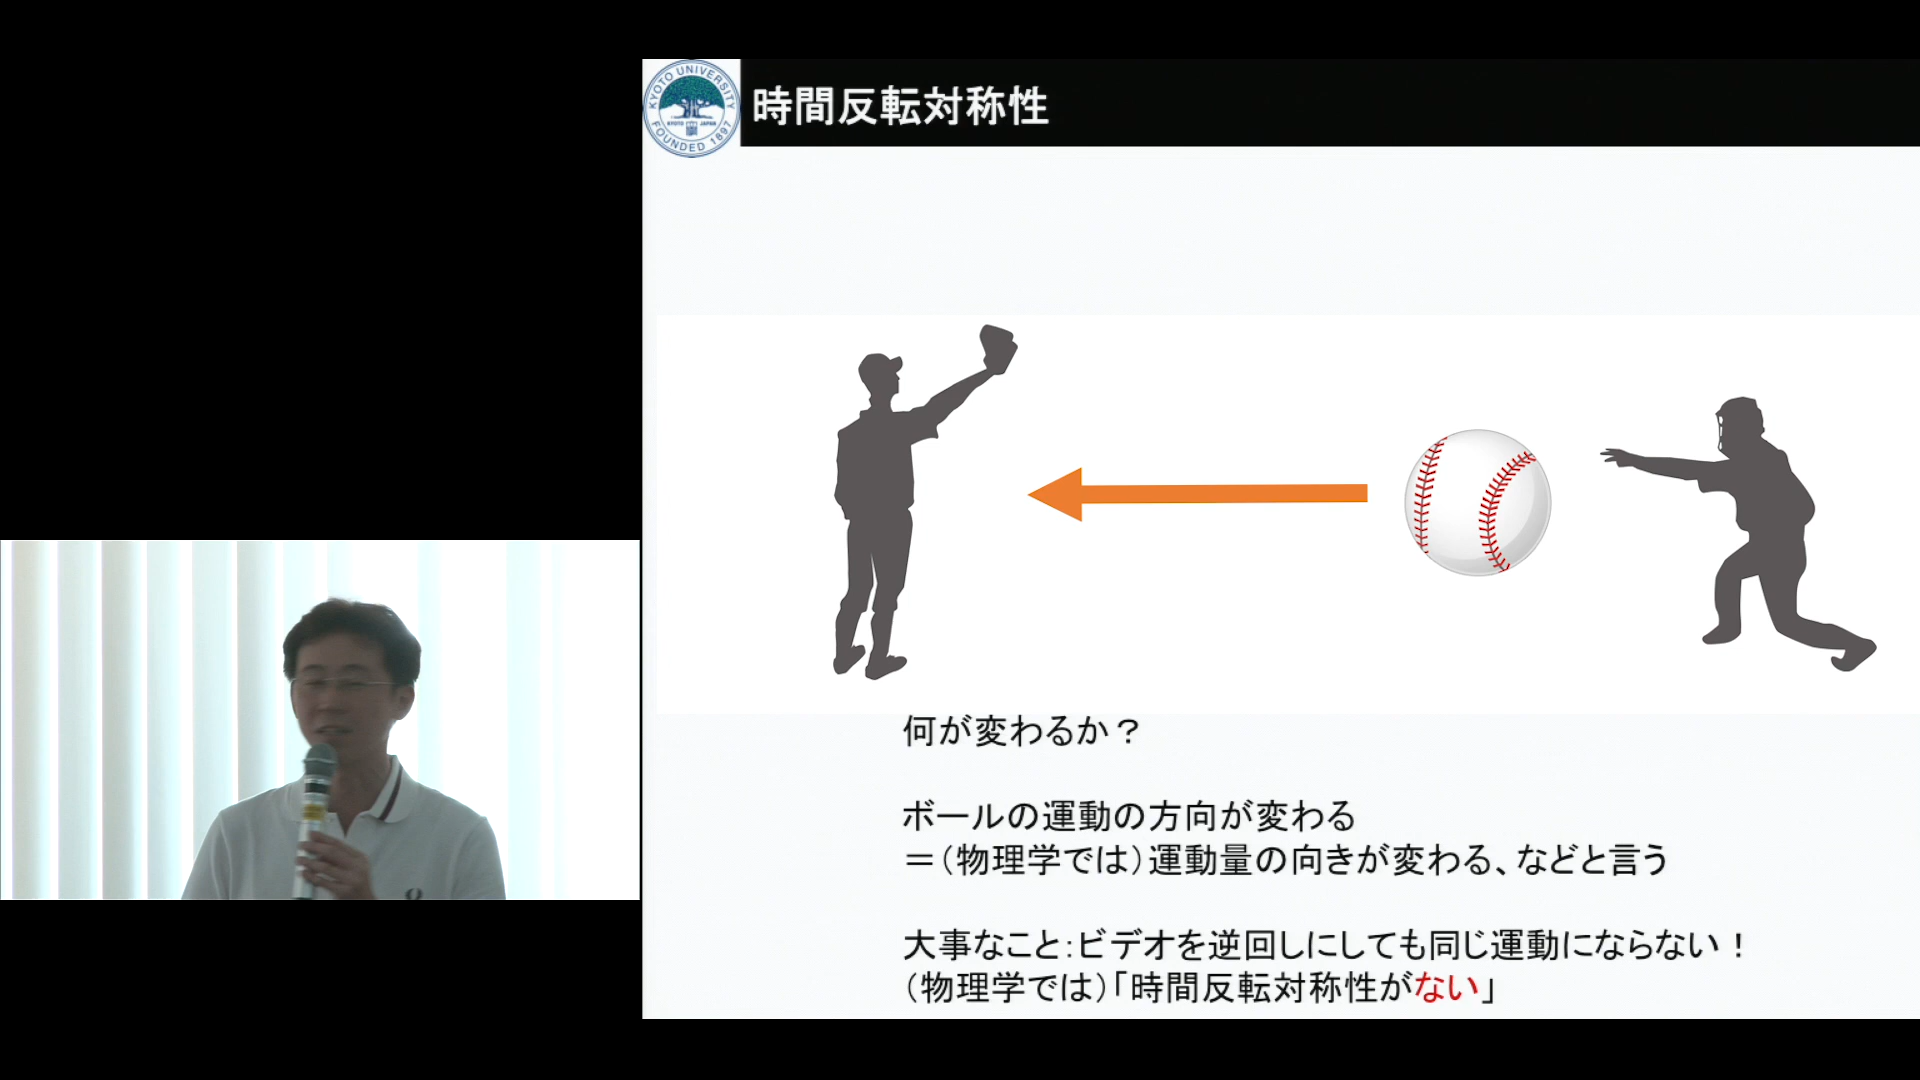 KYOTO UNIVERSITY
KYOTO JAPAN
FOUNDED 1897
時間反転対称性
何が変わるか？
ボールの運動の方向が変わる
＝（物理学では）運動量の向きが変わる、などと言う
大事なこと：ビデオを逆回しにしても同じ運動にならない！
（物理学では）「時間反転対称性がない」